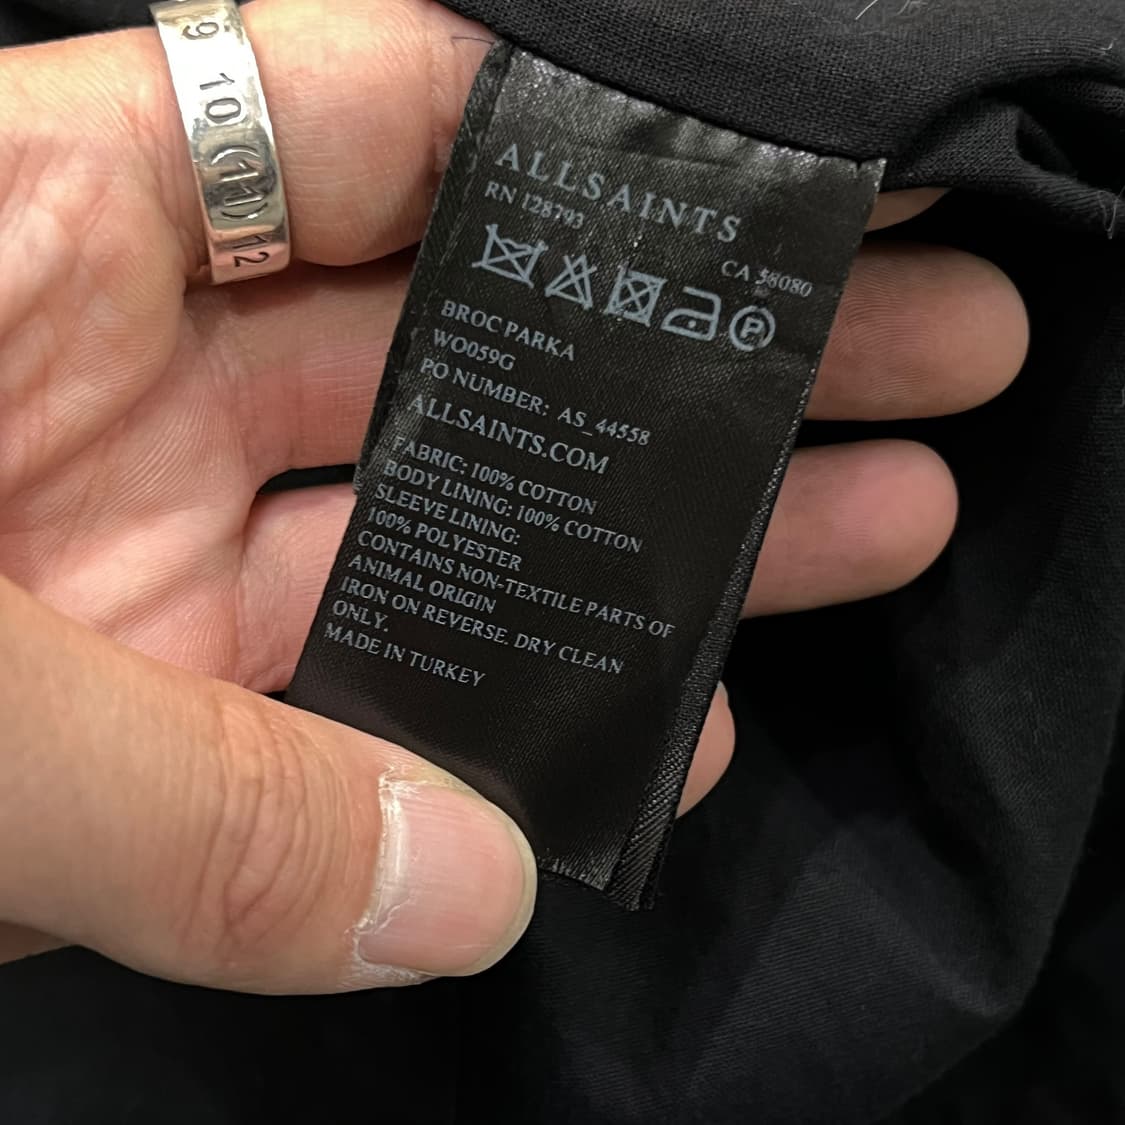 9 10 (11) 12
ALLSAINTS
RN 128793
CA 38080
P
BROC PARKA
WO059G
PO NUMBER: AS_44558
ALLSAINTS.COM
FABRIC: 100% COTTON
BODY LINING: 100% COTTON
SLEEVE LINING:
100% POLYESTER
CONTAINS NON-TEXTILE PARTS OF
ANIMAL ORIGIN
IRON ON REVERSE. DRY CLEAN
ONLY.
MADE IN TURKEY